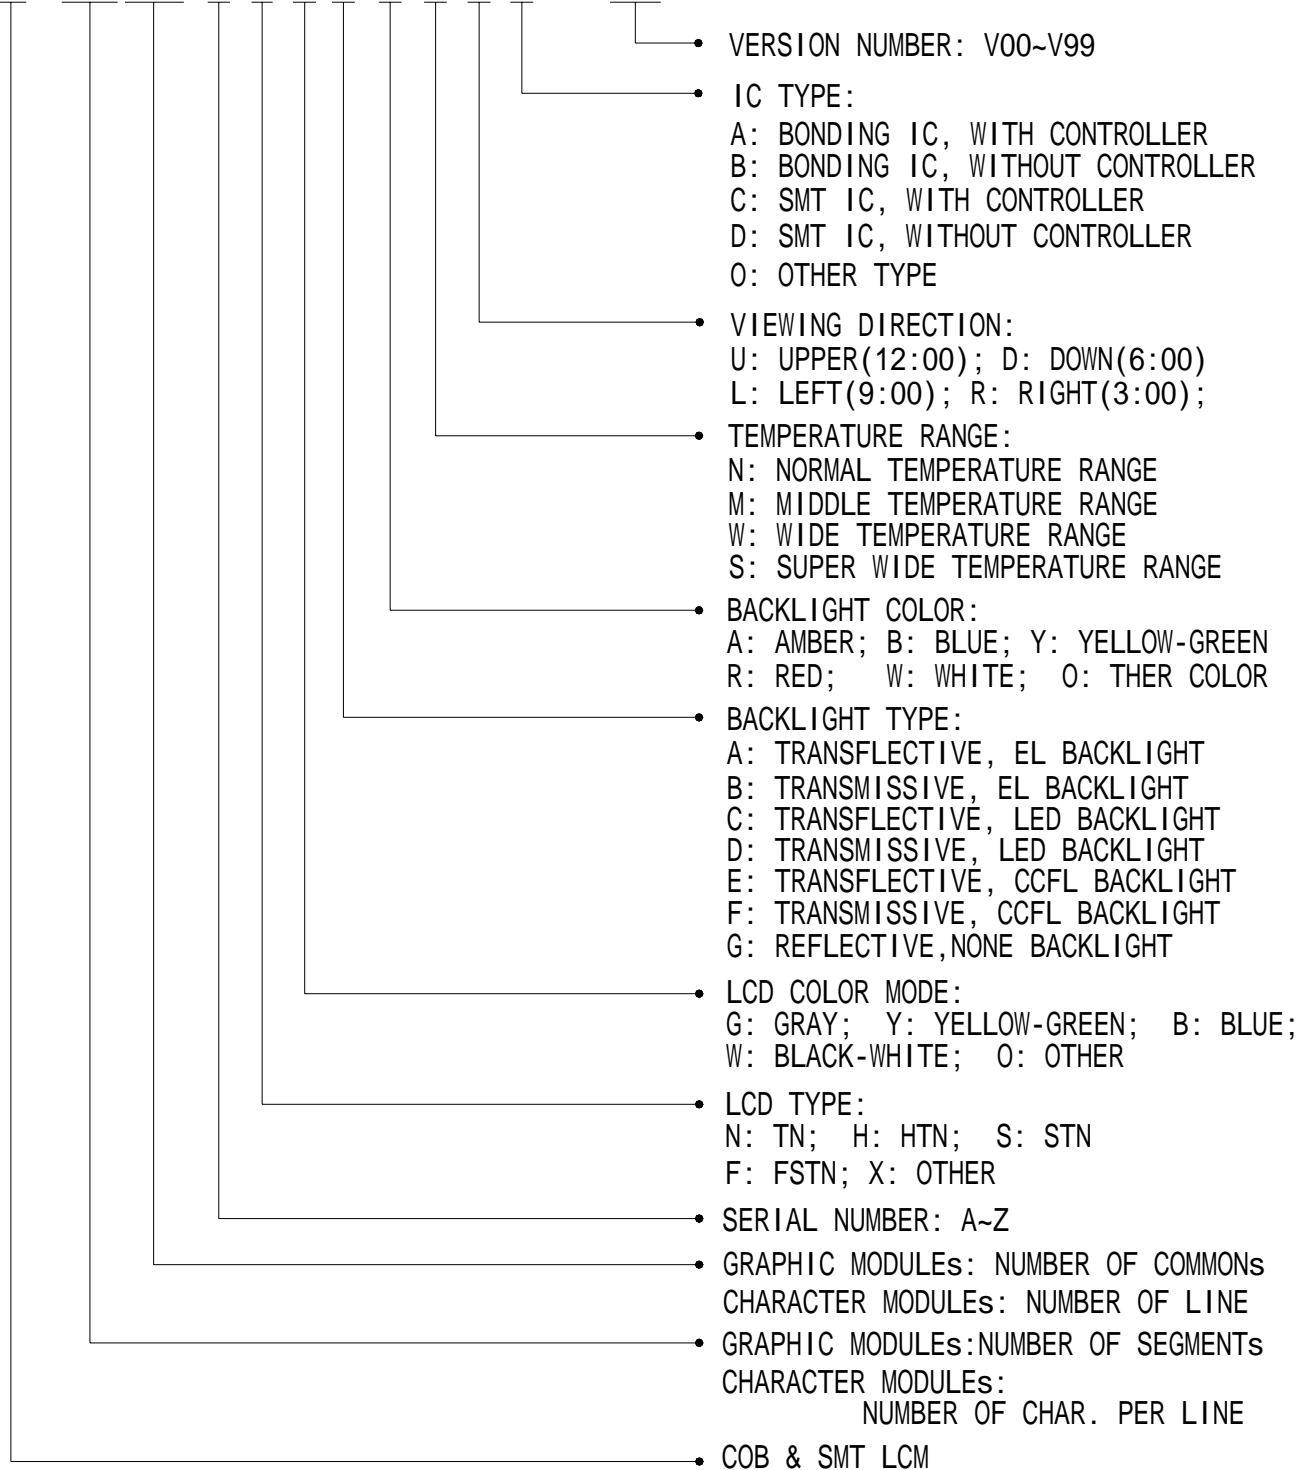 VERSION NUMBER: V00~V99
IC TYPE:
A: BONDING IC, WITH CONTROLLER
B: BONDING IC, WITHOUT CONTROLLER
C: SMT IC, WITH CONTROLLER
D: SMT IC, WITHOUT CONTROLLER
O: OTHER TYPE
VIEWING DIRECTION:
U: UPPER(12:00); D: DOWN(6:00)
L: LEFT(9:00); R: RIGHT(3:00);
TEMPERATURE RANGE:
N: NORMAL TEMPERATURE RANGE
M: MIDDLE TEMPERATURE RANGE
W: WIDE TEMPERATURE RANGE
S: SUPER WIDE TEMPERATURE RANGE
BACKLIGHT COLOR:
A: AMBER; B: BLUE; Y: YELLOW-GREEN
R: RED; W: WHITE; O: THER COLOR
BACKLIGHT TYPE:
A: TRANSFLECTIVE, EL BACKLIGHT
B: TRANSMISSIVE, EL BACKLIGHT
C: TRANSFLECTIVE, LED BACKLIGHT
D: TRANSMISSIVE, LED BACKLIGHT
E: TRANSFLECTIVE, CCFL BACKLIGHT
F: TRANSMISSIVE, CCFL BACKLIGHT
G: REFLECTIVE,NONE BACKLIGHT
LCD COLOR MODE:
G: GRAY; Y: YELLOW-GREEN; B: BLUE;
W: BLACK-WHITE; O: OTHER
LCD TYPE:
N: TN; H: HTN; S: STN
F: FSTN; X: OTHER
SERIAL NUMBER: A~Z
GRAPHIC MODULEs: NUMBER OF COMMONs
CHARACTER MODULEs: NUMBER OF LINE
GRAPHIC MODULEs:NUMBER OF SEGMENTs
CHARACTER MODULEs:
NUMBER OF CHAR. PER LINE
COB & SMT LCM